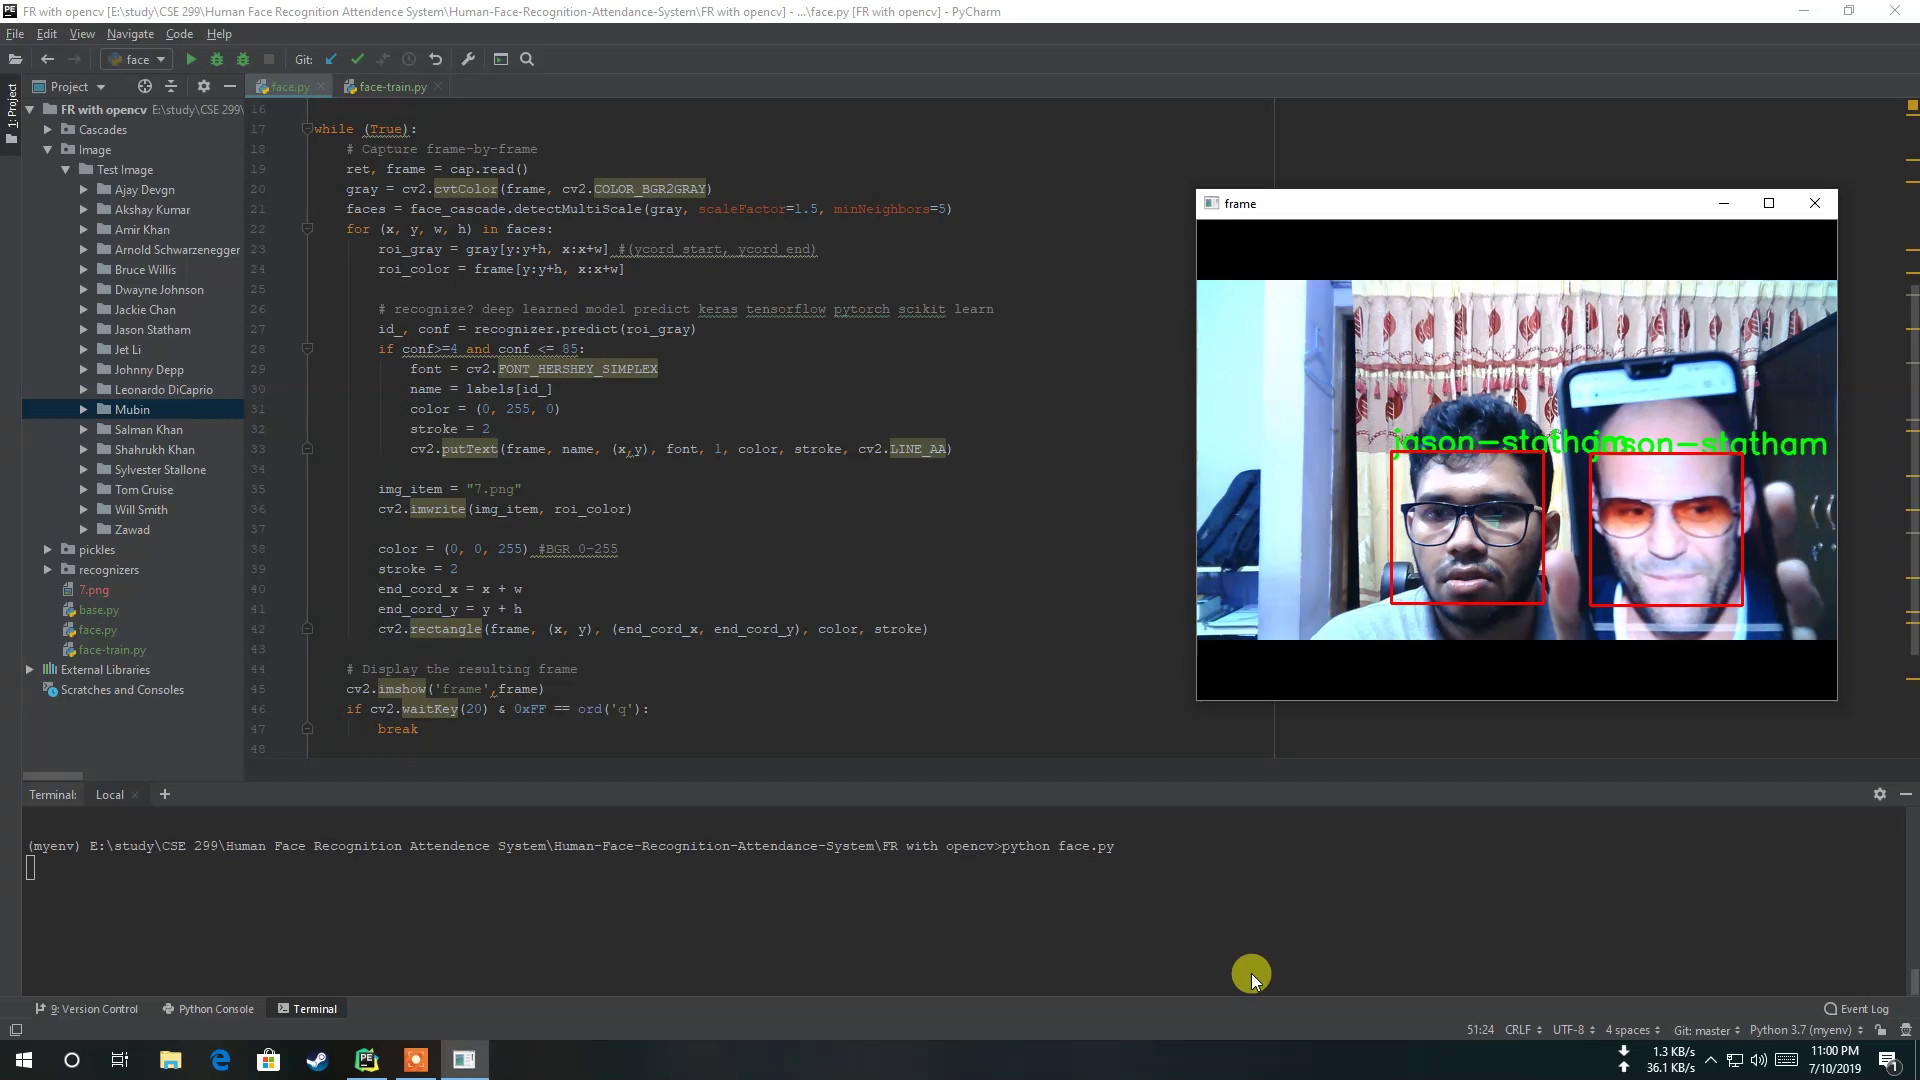 FR with opencv [E:\study\CSE 299\Human Face Recognition Attendence System\Human-Face-Recognition-Attendance-System\FR with opencv] - ...\face.py [FR with opencv] - PyCharm
File Edit View Navigate Code Help
face Git:
Project
face.py
face-train.py
1: Project
FR with opencv E:\study\CSE 299\
Cascades
Image
Test Image
Ajay Devgn
Akshay Kumar
Amir Khan
Arnold Schwarzenegger
Bruce Willis
Dwayne Johnson
Jackie Chan
Jason Statham
Jet Li
Johnny Depp
Leonardo DiCaprio
Mubin
Salman Khan
Shahrukh Khan
Sylvester Stallone
Tom Cruise
Will Smith
Zawad
pickles
recognizers
7.png
base.py
face.py
face-train.py
External Libraries
Scratches and Consoles
16
17 while (True):
18 # Capture frame-by-frame
19 ret, frame = cap.read()
20 gray = cv2.cvtColor(frame, cv2.COLOR_BGR2GRAY)
21 faces = face_cascade.detectMultiScale(gray, scaleFactor=1.5, minNeighbors=5)
22 for (x, y, w, h) in faces:
23 roi_gray = gray[y:y+h, x:x+w] #(ycord_start, ycord_end)
24 roi_color = frame[y:y+h, x:x+w]
25
26 # recognize? deep learned model predict keras tensorflow pytorch scikit learn
27 id_, conf = recognizer.predict(roi_gray)
28 if conf>=4 and conf <= 85:
29 font = cv2.FONT_HERSHEY_SIMPLEX
30 name = labels[id_]
31 color = (0, 255, 0)
32 stroke = 2
33 cv2.putText(frame, name, (x,y), font, 1, color, stroke, cv2.LINE_AA)
34
35 img_item = "7.png"
36 cv2.imwrite(img_item, roi_color)
37
38 color = (0, 0, 255) #BGR 0-255
39 stroke = 2
40 end_cord_x = x + w
41 end_cord_y = y + h
42 cv2.rectangle(frame, (x, y), (end_cord_x, end_cord_y), color, stroke)
43
44 # Display the resulting frame
45 cv2.imshow('frame',frame)
46 if cv2.waitKey(20) & 0xFF == ord('q'):
47 break
48
frame
jason-statham
jason-statham
Terminal: Local
(myenv) E:\study\CSE 299\Human Face Recognition Attendence System\Human-Face-Recognition-Attendance-System\FR with opencv>python face.py
9: Version Control Python Console Terminal Event Log
51:24 CRLF UTF-8 4 spaces Git: master Python 3.7 (myenv)
1.3 KB/s
36.1 KB/s
11:00 PM
7/10/2019
1